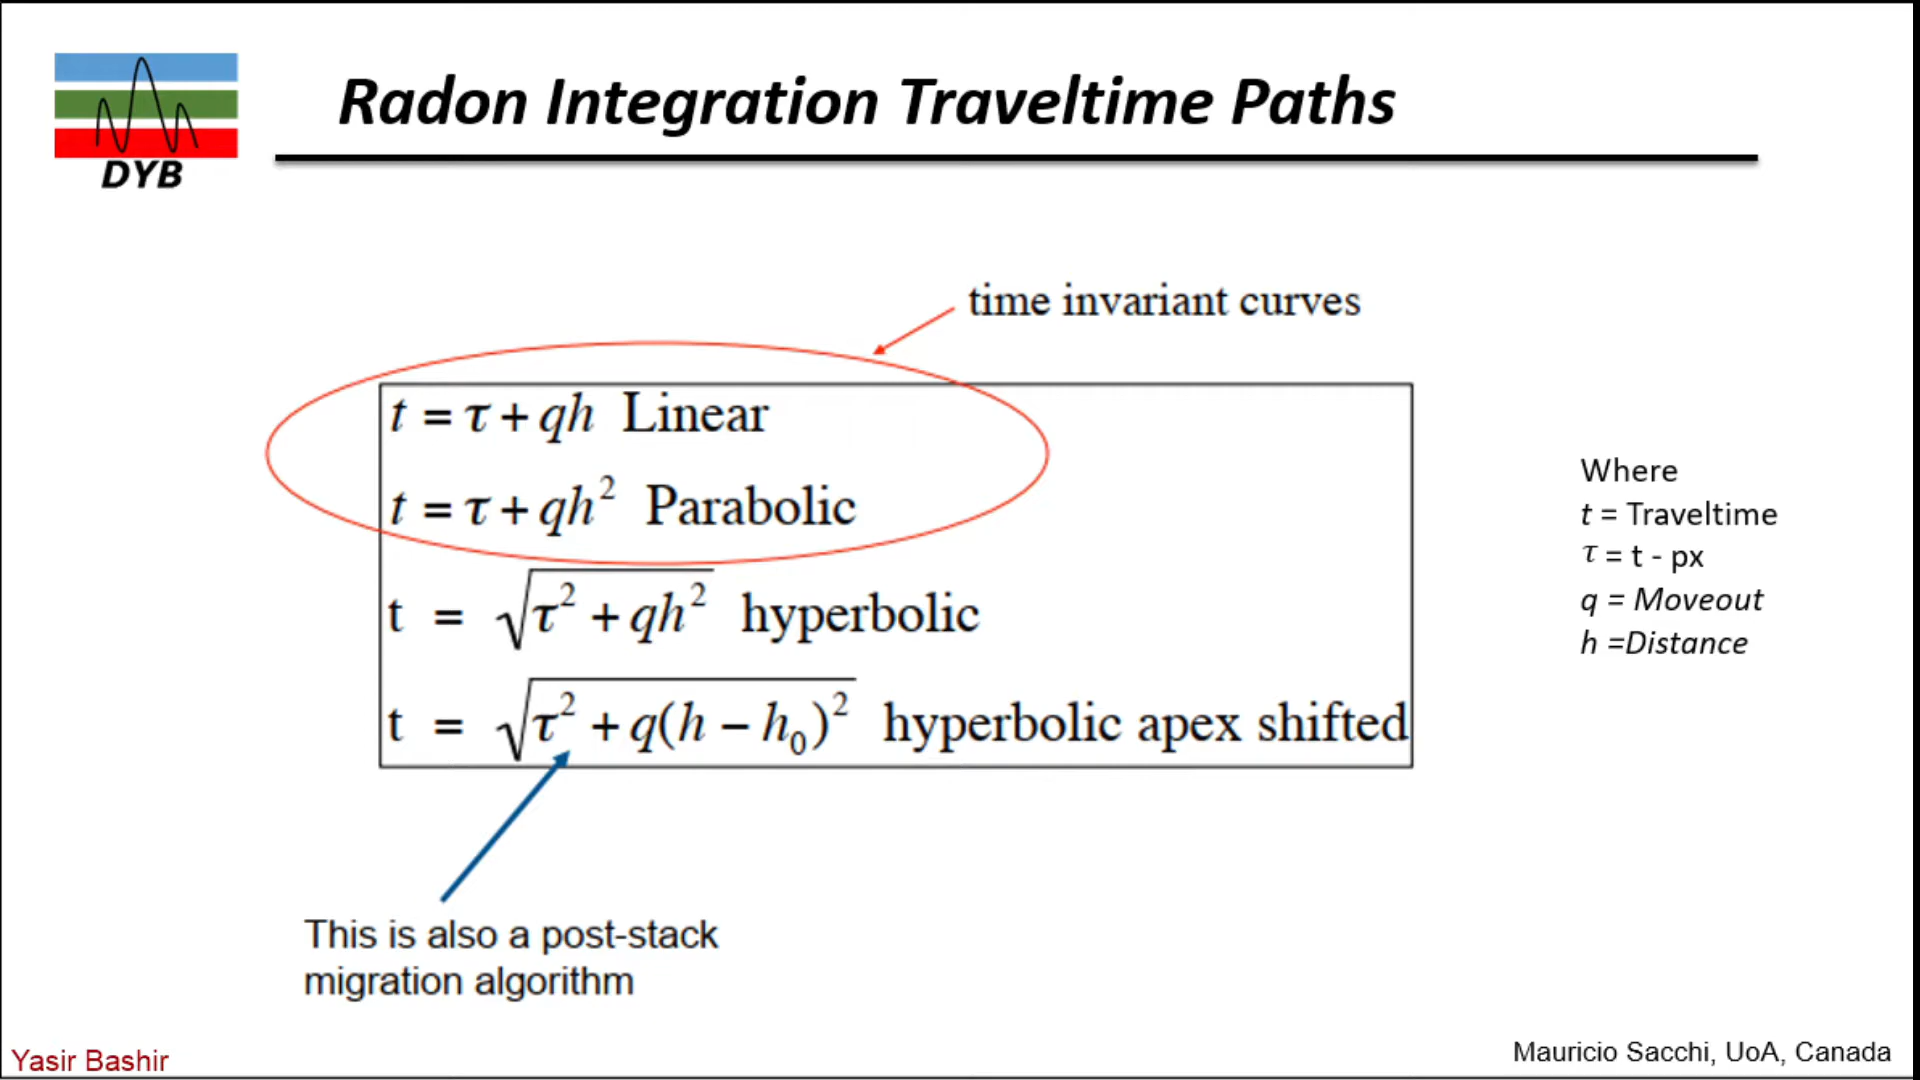 DYB
Radon Integration Traveltime Paths
time invariant curves
t = τ + qh Linear
t = τ + qh² Parabolic
t = √τ² + qh² hyperbolic
t = √τ² + q(h − h₀)² hyperbolic apex shifted
Where
t = Traveltime
τ = t - px
q = Moveout
h =Distance
This is also a post-stack
migration algorithm
Yasir Bashir
Mauricio Sacchi, UoA, Canada